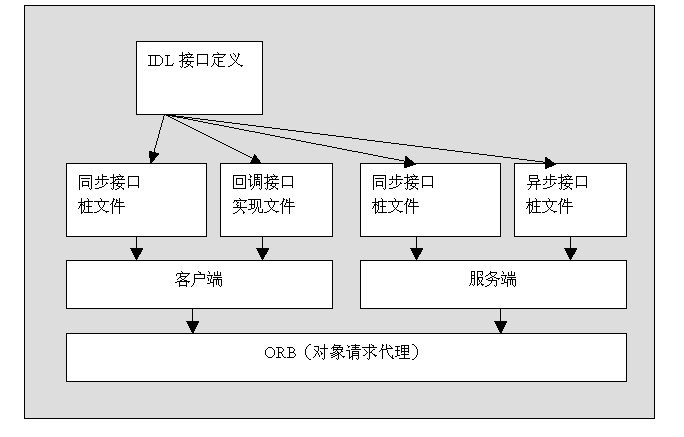 IDL 接口定义
同步接口
桩文件
回调接口
实现文件
同步接口
桩文件
异步接口
桩文件
客户端
服务端
ORB（对象请求代理）